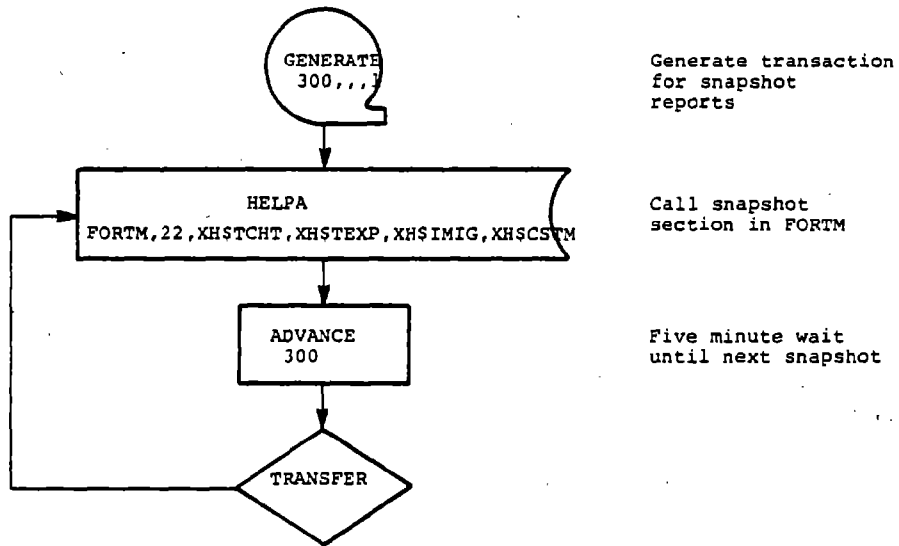 GENERATE
300,,,1
Generate transaction
for snapshot
reports
HELPA
FORTM,22,XH$TCHT,XH$TEXP,XH$IMIG,XH$CSTM
Call snapshot
section in FORTM
ADVANCE
300
Five minute wait
until next snapshot
TRANSFER